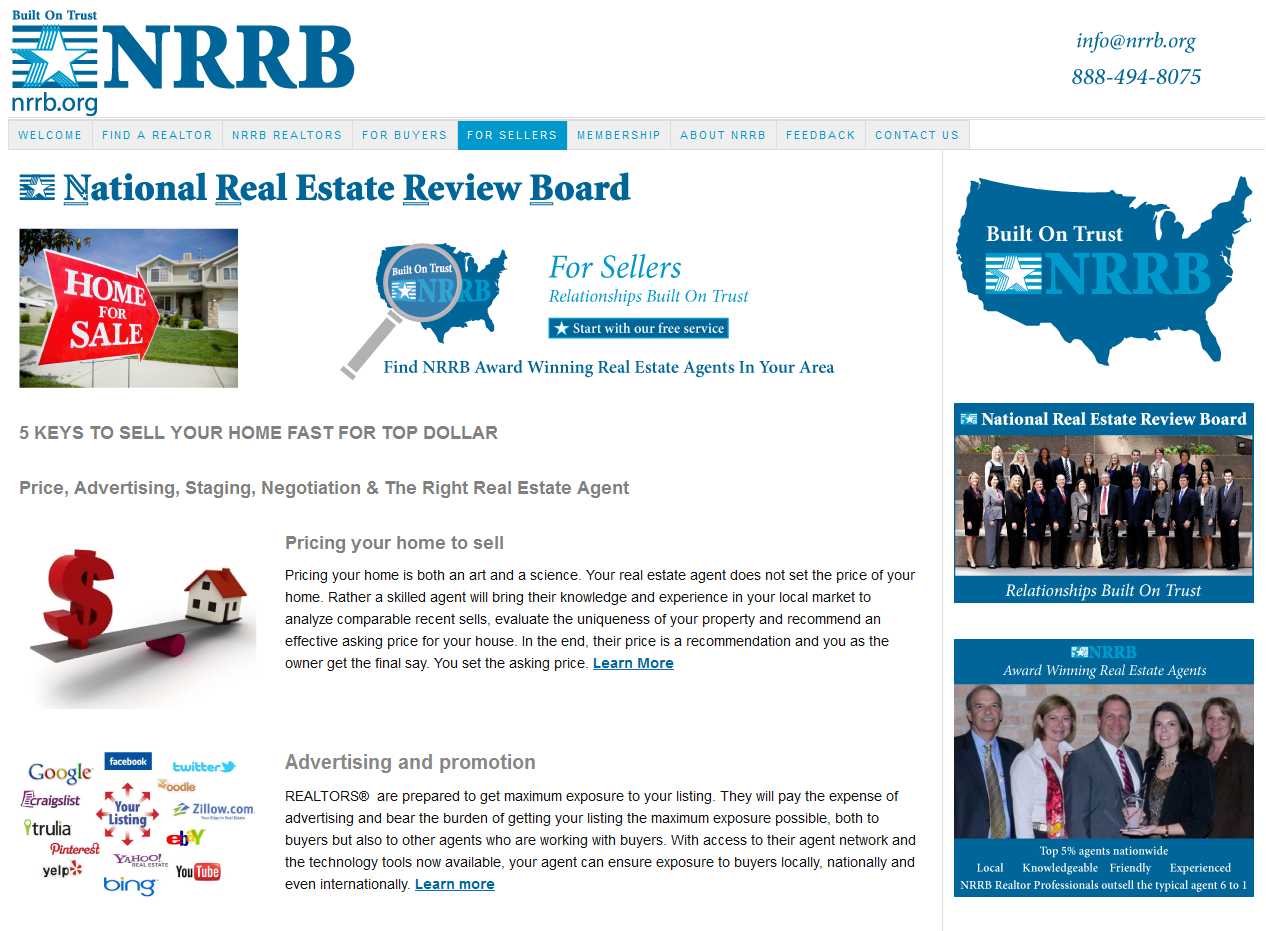 Built On Trust
NRRB
nrrb.org
info@nrrb.org
888-494-8075
WELCOME FIND A REALTOR NRRB REALTORS FOR BUYERS FOR SELLERS MEMBERSHIP ABOUT NRRB FEEDBACK CONTACT US
National Real Estate Review Board
HOME
FOR
SALE
Built On Trust
NRRB
For Sellers
Relationships Built On Trust
Start with our free service
Find NRRB Award Winning Real Estate Agents In Your Area
5 KEYS TO SELL YOUR HOME FAST FOR TOP DOLLAR
Price, Advertising, Staging, Negotiation & The Right Real Estate Agent
$
Pricing your home to sell
Pricing your home is both an art and a science. Your real estate agent does not set the price of your
home. Rather a skilled agent will bring their knowledge and experience in your local market to
analyze comparable recent sells, evaluate the uniqueness of your property and recommend an
effective asking price for your house. In the end, their price is a recommendation and you as the
owner get the final say. You set the asking price. Learn More
Google
facebook
twitter
oodle
craigslist
Your
Listing
Zillow.com
Your Edge in Real Estate
trulia
ebay
Pinterest
YAHOO!
REAL ESTATE
yelp
YouTube
bing
Advertising and promotion
REALTORS® are prepared to get maximum exposure to your listing. They will pay the expense of
advertising and bear the burden of getting your listing the maximum exposure possible, both to
buyers but also to other agents who are working with buyers. With access to their agent network and
the technology tools now available, your agent can ensure exposure to buyers locally, nationally and
even internationally. Learn more
Built On Trust
NRRB
National Real Estate Review Board
Relationships Built On Trust
NRRB
Award Winning Real Estate Agents
Top 5% agents nationwide
Local Knowledgeable Friendly Experienced
NRRB Realtor Professionals outsell the typical agent 6 to 1